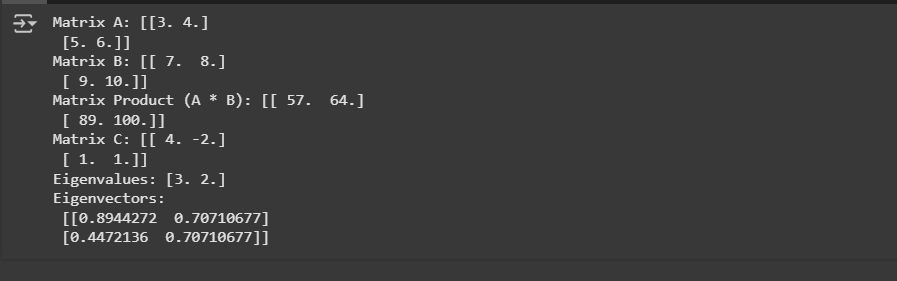 Matrix A: [[3. 4.]
 [5. 6.]]
Matrix B: [[ 7.  8.]
 [ 9. 10.]]
Matrix Product (A * B): [[ 57.  64.]
 [ 89. 100.]]
Matrix C: [[ 4. -2.]
 [ 1.  1.]]
Eigenvalues: [3. 2.]
Eigenvectors:
 [[0.8944272  0.70710677]
 [0.4472136  0.70710677]]